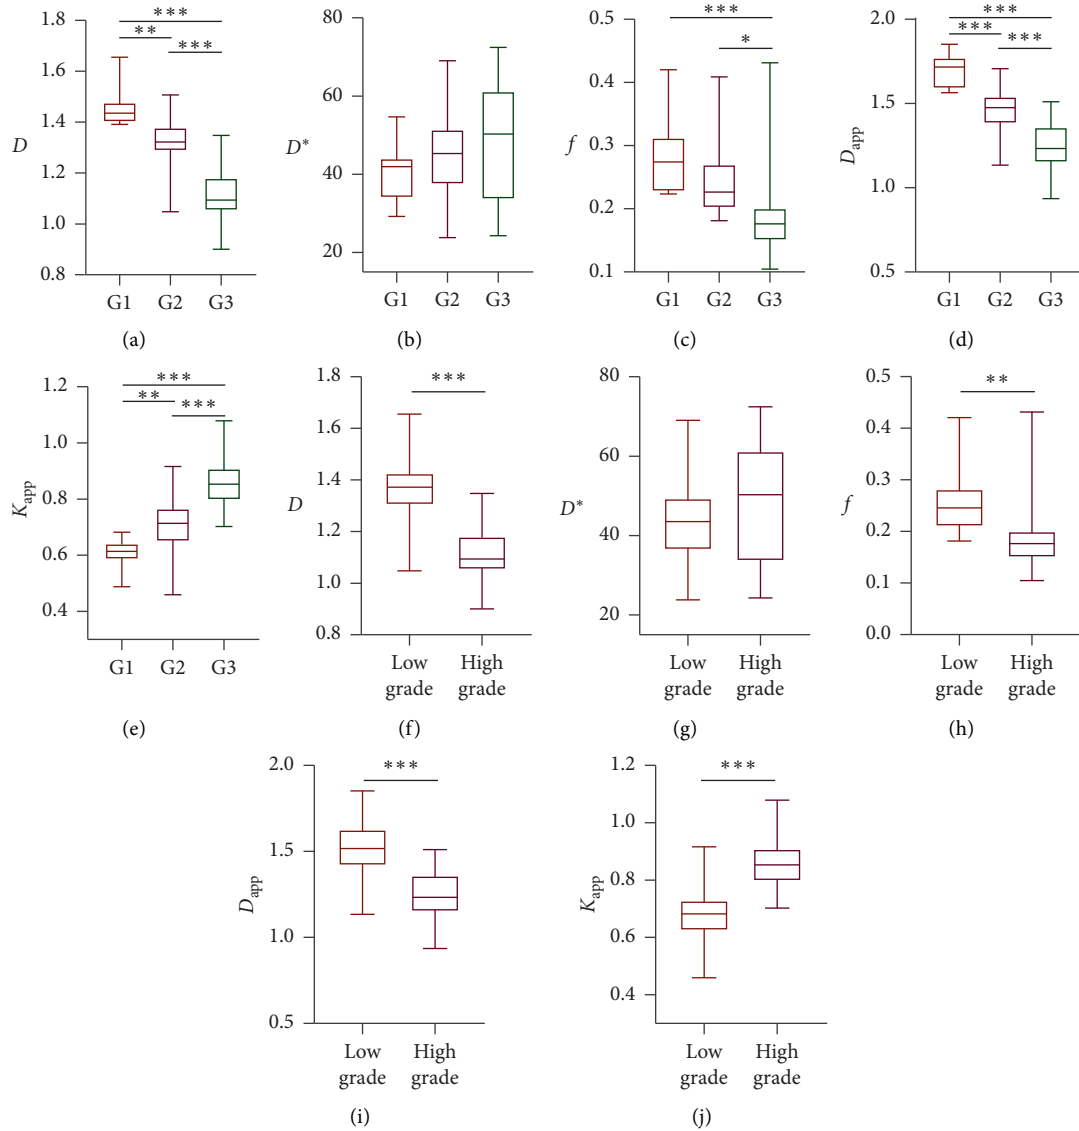 1.8
1.6
1.4
1.2
1.0
0.8
D
***
**
***
G1 G2 G3
(a)
80
60
40
20
D*
G1 G2 G3
(b)
0.5
0.4
0.3
0.2
0.1
f
***
*
G1 G2 G3
(c)
2.0
1.5
1.0
0.5
Dapp
***
***
***
G1 G2 G3
(d)
1.2
1.0
0.8
0.6
0.4
Kapp
***
**
***
G1 G2 G3
(e)
1.8
1.6
1.4
1.2
1.0
0.8
D
***
Low High
grade grade
(f)
80
60
40
20
D*
Low High
grade grade
(g)
0.5
0.4
0.3
0.2
0.1
0.0
f
**
Low High
grade grade
(h)
2.0
1.5
1.0
0.5
Dapp
***
Low High
grade grade
(i)
1.2
1.0
0.8
0.6
0.4
Kapp
***
Low High
grade grade
(j)